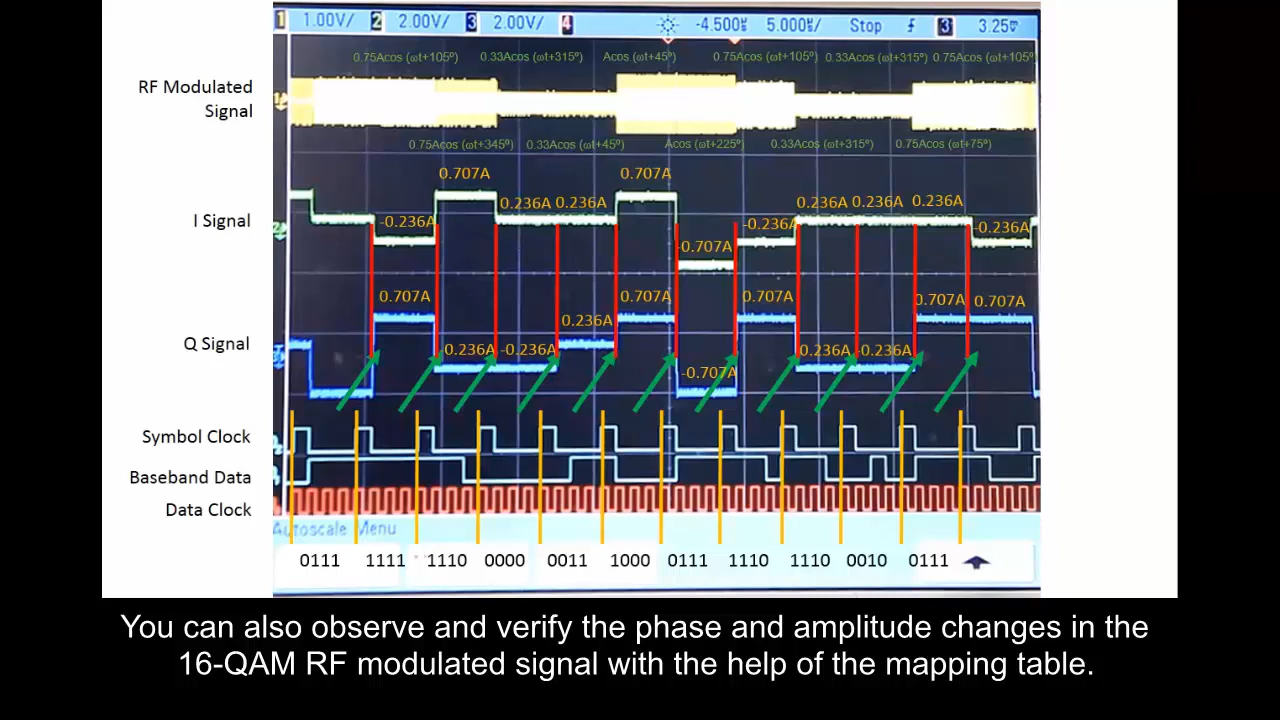 1 1.00V/ 2 2.00V/ 3 2.00V/ 4 -4.500 5.000 Stop 3 3.25
0.75Acos (ωt+105º) 0.33Acos (ωt+315º) Acos (ωt+45º) 0.75Acos (ωt+105º) 0.33Acos (ωt+315º) 0.75Acos (ωt+105º)
RF Modulated
Signal
0.75Acos (ωt+345º) 0.33Acos (ωt+45º) Acos (ωt+225º) 0.33Acos (ωt+315º) 0.75Acos (ωt+75º)
0.707A 0.707A
0.236A 0.236A 0.236A 0.236A 0.236A
I Signal -0.236A -0.236A -0.236A
-0.707A
0.707A 0.707A 0.707A 0.707A 0.707A
0.236A
Q Signal -0.236A -0.236A -0.236A -0.236A
-0.707A
Symbol Clock
Baseband Data
Data Clock
Autoscale Menu
0111 1111 1110 0000 0011 1000 0111 1110 1110 0010 0111
You can also observe and verify the phase and amplitude changes in the
16-QAM RF modulated signal with the help of the mapping table.